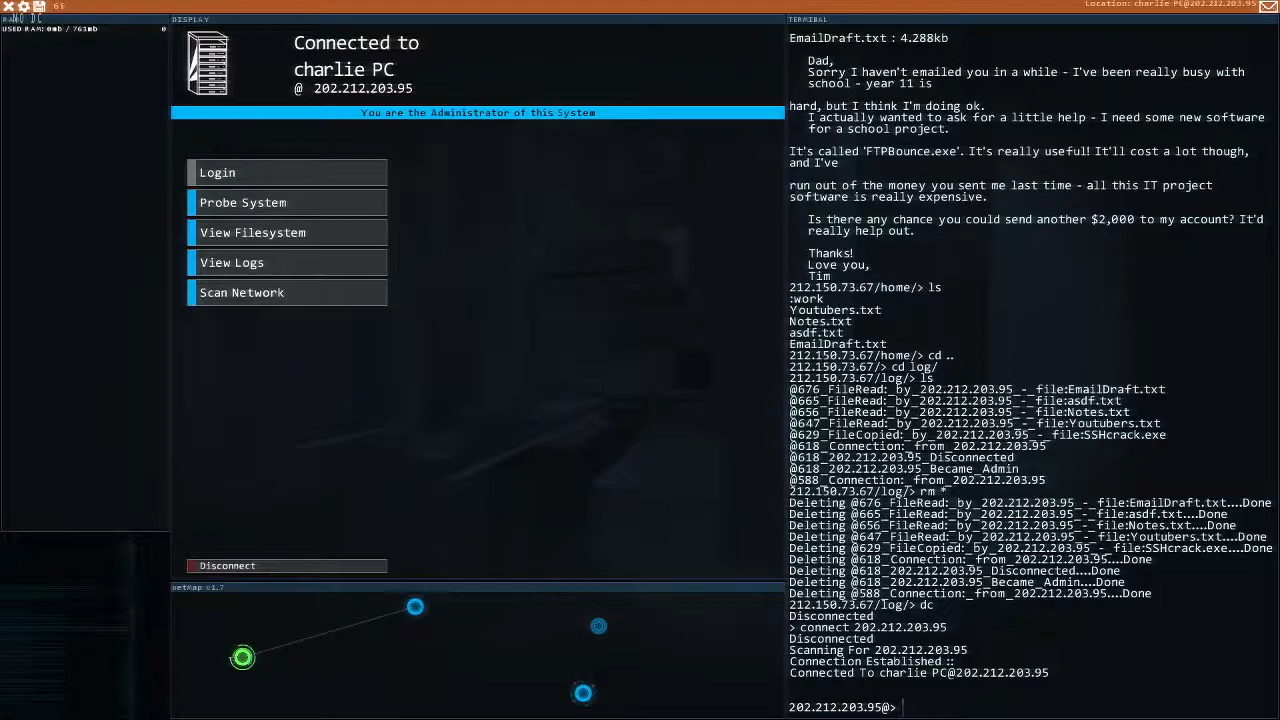 Location: charlie PC@202.212.203.95
USED RAM: 0mb / 761mb 0
DISPLAY
Connected to
charlie PC
@ 202.212.203.95
You are the Administrator of this System
Login
Probe System
View Filesystem
View Logs
Scan Network
Disconnect
netMap v1.7
TERMINAL
EmailDraft.txt : 4.288kb
Dad,
Sorry I haven't emailed you in a while - I've been really busy with
school - year 11 is
hard, but I think I'm doing ok.
I actually wanted to ask for a little help - I need some new software
for a school project.
It's called 'FTPBounce.exe'. It's really useful! It'll cost a lot though,
and I've
run out of the money you sent me last time - all this IT project
software is really expensive.
Is there any chance you could send another $2,000 to my account? It'd
really help out.
Thanks!
Love you,
Tim
212.150.73.67/home/> ls
:work
Youtubers.txt
Notes.txt
asdf.txt
EmailDraft.txt
212.150.73.67/home/> cd ..
212.150.73.67/> cd log/
212.150.73.67/log/> ls
@676_FileRead:_by_202.212.203.95_-_file:EmailDraft.txt
@665_FileRead:_by_202.212.203.95_-_file:asdf.txt
@656_FileRead:_by_202.212.203.95_-_file:Notes.txt
@647_FileRead:_by_202.212.203.95_-_file:Youtubers.txt
@629_FileCopied:_by_202.212.203.95_-_file:SSHcrack.exe
@618_Connection:_from_202.212.203.95
@618_202.212.203.95_Disconnected
@618_202.212.203.95_Became_Admin
@588_Connection:_from_202.212.203.95
212.150.73.67/log/> rm *
Deleting @676_FileRead:_by_202.212.203.95_-_file:EmailDraft.txt....Done
Deleting @665_FileRead:_by_202.212.203.95_-_file:asdf.txt....Done
Deleting @656_FileRead:_by_202.212.203.95_-_file:Notes.txt....Done
Deleting @647_FileRead:_by_202.212.203.95_-_file:Youtubers.txt....Done
Deleting @629_FileCopied:_by_202.212.203.95_-_file:SSHcrack.exe....Done
Deleting @618_Connection:_from_202.212.203.95....Done
Deleting @618_202.212.203.95_Disconnected....Done
Deleting @618_202.212.203.95_Became_Admin....Done
Deleting @588_Connection:_from_202.212.203.95....Done
212.150.73.67/log/> dc
Disconnected
> connect 202.212.203.95
Disconnected
Scanning For 202.212.203.95
Connection Established ::
Connected To charlie PC@202.212.203.95
202.212.203.95@>